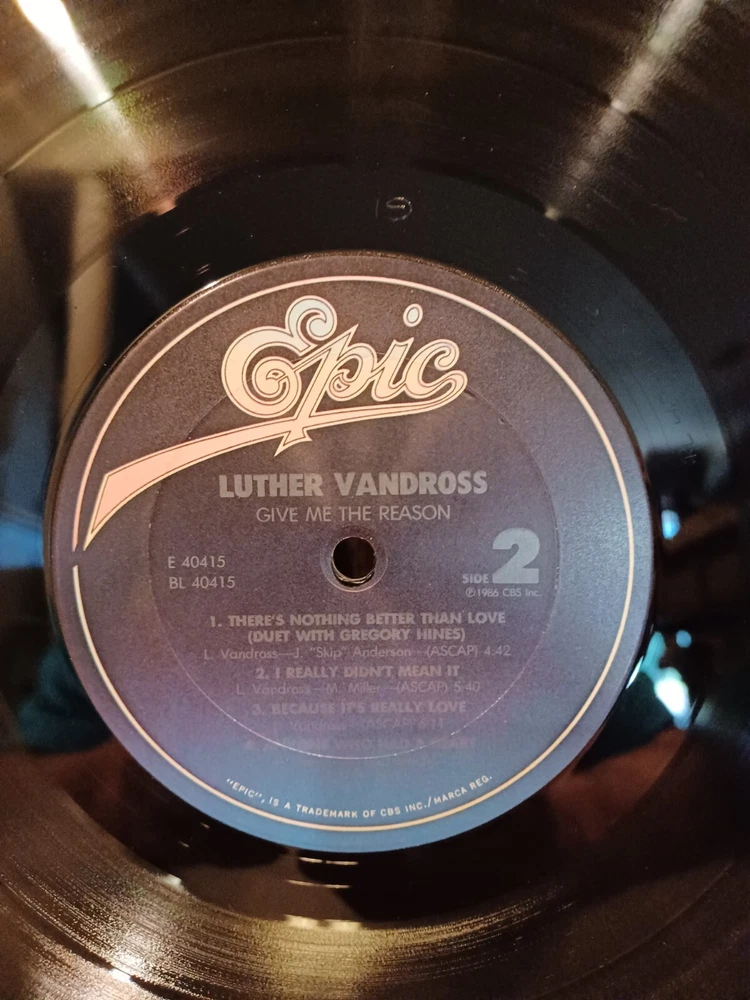 Epic
LUTHER VANDROSS
GIVE ME THE REASON
E 40415
BL 40415
SIDE 2
℗1986 CBS Inc.
1. THERE'S NOTHING BETTER THAN LOVE
(DUET WITH GREGORY HINES)
L. Vandross—J. "Skip" Anderson—(ASCAP) 4:42
2. I REALLY DIDN'T MEAN IT
L. Vandross—M. Miller—(ASCAP) 5:40
3. BECAUSE IT'S REALLY LOVE
Vandross (ASCAP)
"EPIC", IS A TRADEMARK OF CBS INC./MARCA REG.